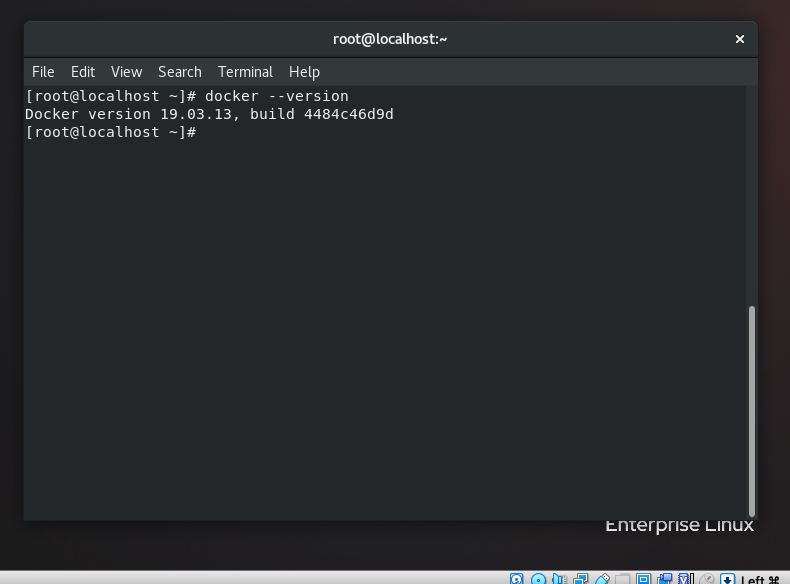 root@localhost:~
File Edit View Search Terminal Help
[root@localhost ~]# docker --version
Docker version 19.03.13, build 4484c46d9d
[root@localhost ~]#
Enterprise Linux
Left ⌘